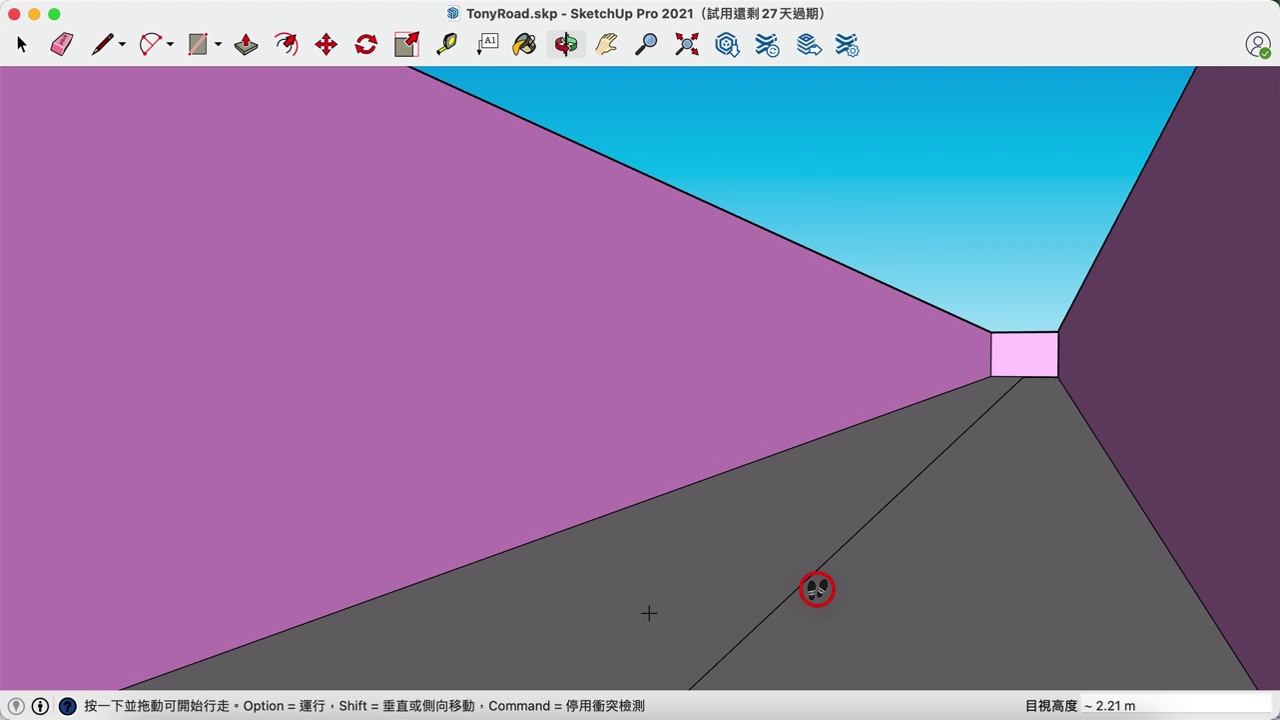 TonyRoad.skp - SketchUp Pro 2021（試用還剩 27 天過期）
A1
按一下並拖動可開始行走。Option = 運行，Shift = 垂直或側向移動，Command = 停用衝突檢測
目視高度 ~ 2.21 m